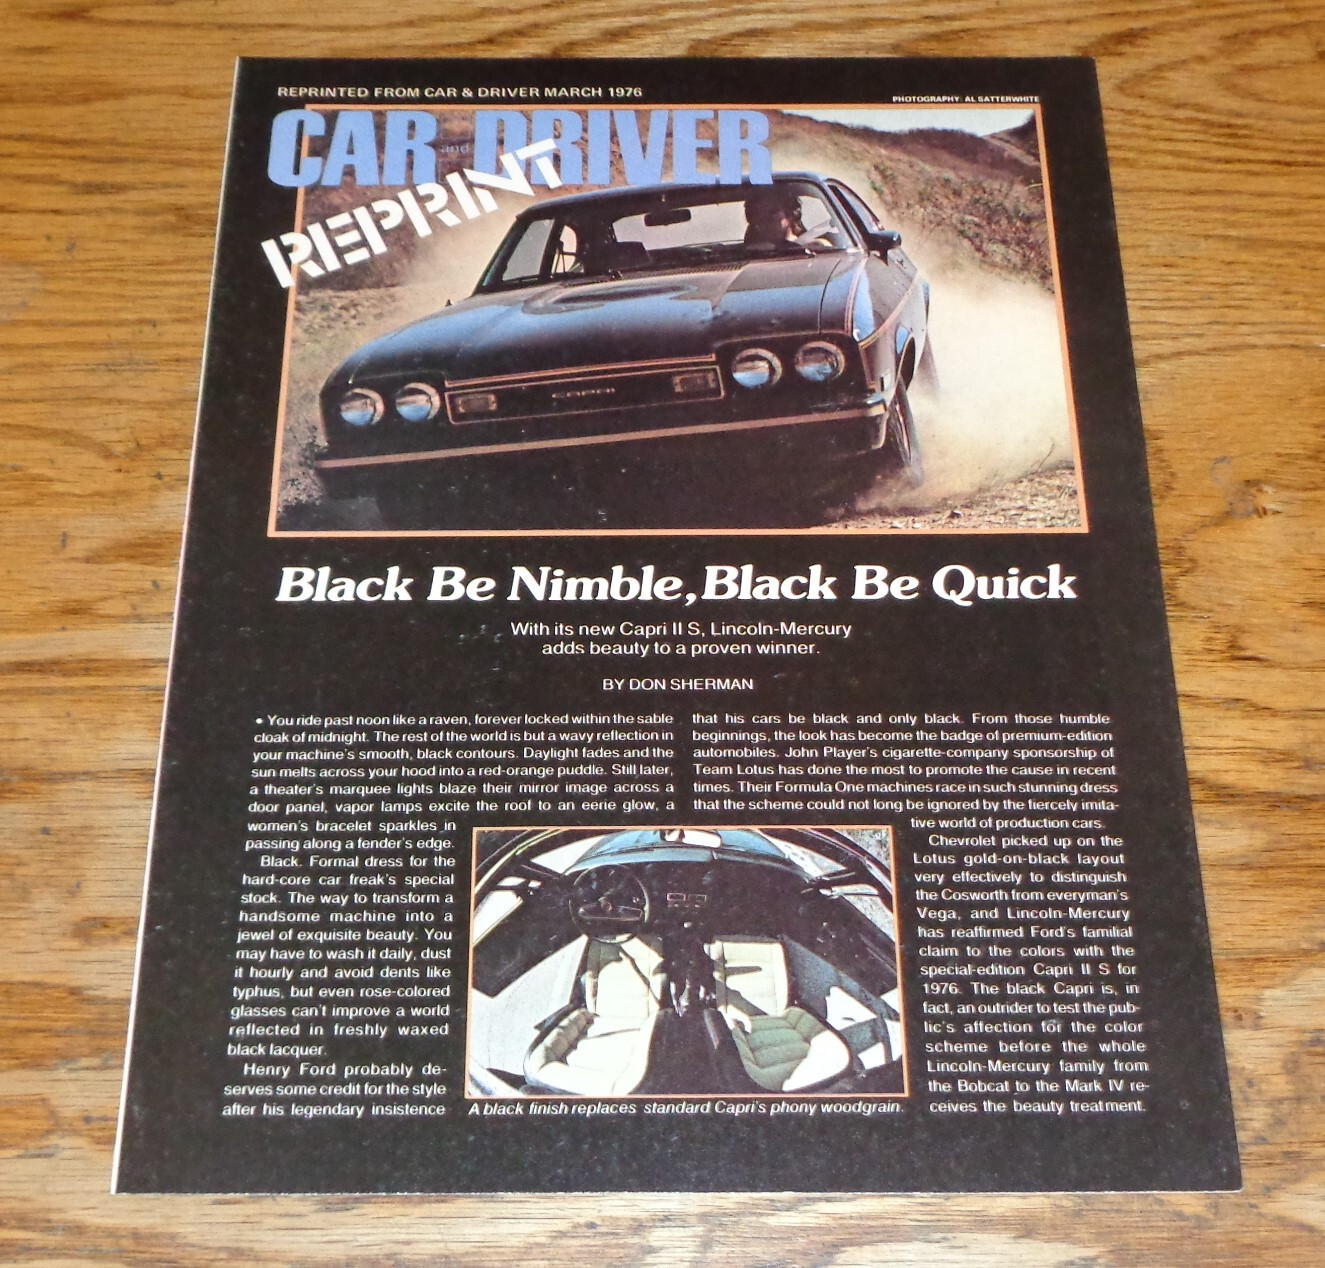 REPRINTED FROM CAR & DRIVER MARCH 1976
PHOTOGRAPHY: AL SATTERWHITE
CAR and DRIVER
REPRINT
CAPRI
Black Be Nimble, Black Be Quick
With its new Capri II S, Lincoln-Mercury
adds beauty to a proven winner.
BY DON SHERMAN
• You ride past noon like a raven, forever locked within the sable
cloak of midnight. The rest of the world is but a wavy reflection in
your machine's smooth, black contours. Daylight fades and the
sun melts across your hood into a red-orange puddle. Still later,
a theater's marquee lights blaze their mirror image across a
door panel, vapor lamps excite the roof to an eerie glow, a
women's bracelet sparkles in
passing along a fender's edge.
Black. Formal dress for the
hard-core car freak's special
stock. The way to transform a
handsome machine into a
jewel of exquisite beauty. You
may have to wash it daily, dust
it hourly and avoid dents like
typhus, but even rose-colored
glasses can't improve a world
reflected in freshly waxed
black lacquer.
Henry Ford probably de-
serves some credit for the style
after his legendary insistence
that his cars be black and only black. From those humble
beginnings, the look has become the badge of premium-edition
automobiles. John Player's cigarette-company sponsorship of
Team Lotus has done the most to promote the cause in recent
times. Their Formula One machines race in such stunning dress
that the scheme could not long be ignored by the fiercely imita-
tive world of production cars.
Chevrolet picked up on the
Lotus gold-on-black layout
very effectively to distinguish
the Cosworth from everyman's
Vega, and Lincoln-Mercury
has reaffirmed Ford's familial
claim to the colors with the
special-edition Capri II S for
1976. The black Capri is, in
fact, an outrider to test the pub-
lic's affection for the color
scheme before the whole
Lincoln-Mercury family from
the Bobcat to the Mark IV re-
ceives the beauty treatment.
A black finish replaces standard Capri's phony woodgrain.